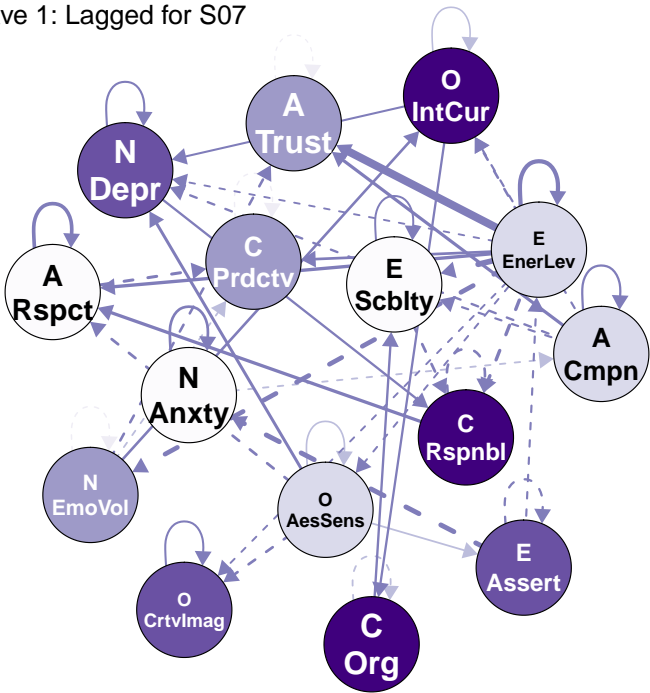 ve 1: Lagged for S07
O
IntCur
A
Trust
N
Depr
E
EnerLev
C
Prdctv
E
Scblty
A
Rspct
A
Cmpn
N
Anxty
C
Rspnbl
N
EmoVol
O
AesSens
E
Assert
O
CrtvImag
C
Org